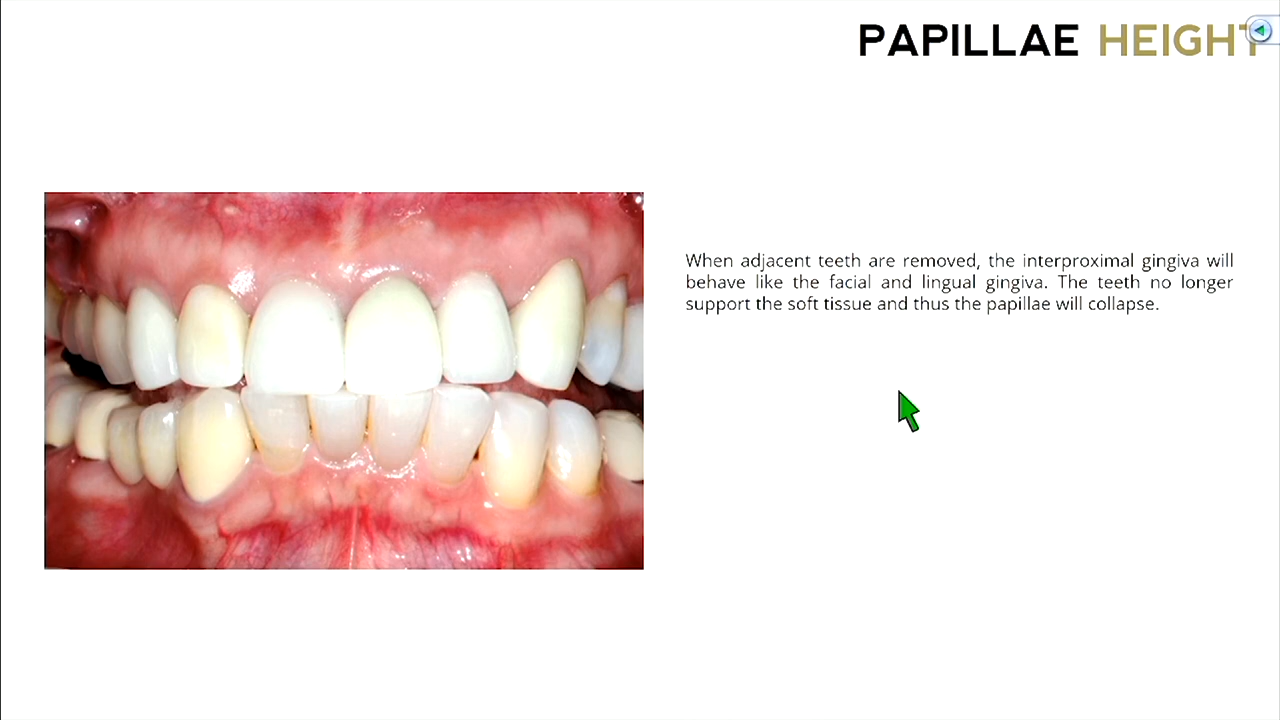 PAPILLAE HEIGHT
When adjacent teeth are removed, the interproximal gingiva will
behave like the facial and lingual gingiva. The teeth no longer
support the soft tissue and thus the papillae will collapse.